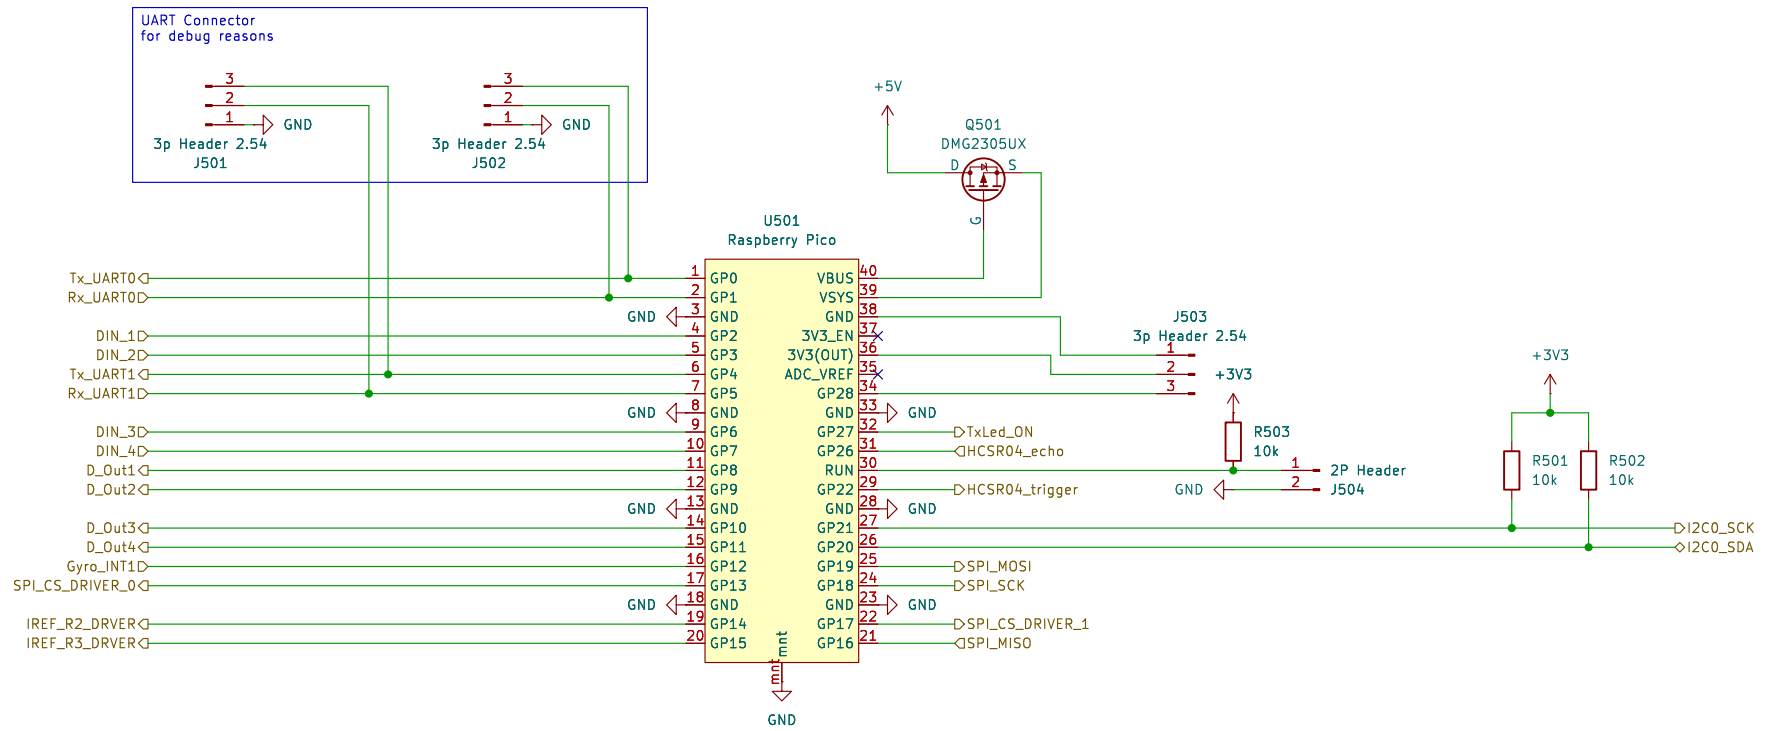 UART Connector
for debug reasons
3
2
1
GND
3p Header 2.54
J501
3
2
1
GND
3p Header 2.54
J502
+5V
Q501
DMG2305UX
D
S
G
U501
Raspberry Pico
Tx_UART0 1 GP0
Rx_UART0 2 GP1
GND 3 GND
DIN_1 4 GP2
DIN_2 5 GP3
Tx_UART1 6 GP4
Rx_UART1 7 GP5
GND 8 GND
DIN_3 9 GP6
DIN_4 10 GP7
D_Out1 11 GP8
D_Out2 12 GP9
GND 13 GND
D_Out3 14 GP10
D_Out4 15 GP11
Gyro_INT1 16 GP12
SPI_CS_DRIVER_0 17 GP13
GND 18 GND
IREF_R2_DRVER 19 GP14
IREF_R3_DRVER 20 GP15
mnt
mnt
GND
VBUS 40
VSYS 39
GND 38
3V3_EN 37
3V3(OUT) 36
ADC_VREF 35
GP28 34
GND 33 GND
GP27 32 TxLed_ON
GP26 31 HCSR04_echo
RUN 30
GP22 29 HCSR04_trigger
GND 28 GND
GP21 27 I2C0_SCK
GP20 26 I2C0_SDA
GP19 25 SPI_MOSI
GP18 24 SPI_SCK
GND 23 GND
GP17 22 SPI_CS_DRIVER_1
GP16 21 SPI_MISO
J503
3p Header 2.54
1
2
3
+3V3
R503
10k
1
2
2P Header
J504
GND
+3V3
R501
10k
R502
10k